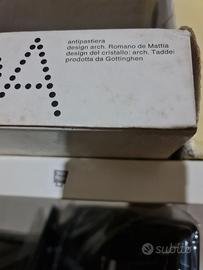 antipastiera
design arch. Romano de Mattia
design del cristallo: arch. Taddei
prodotta da Gottinghen
subito